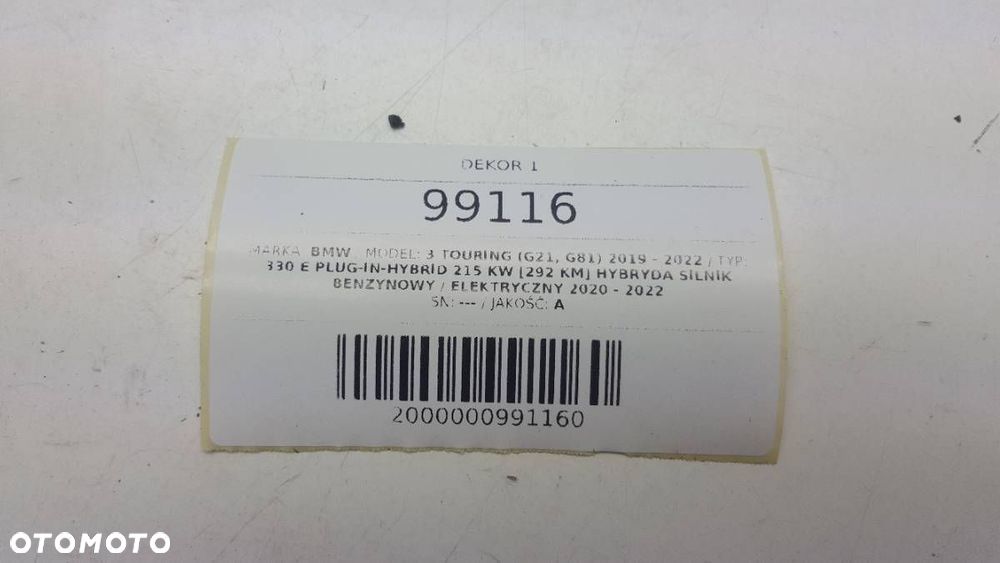 DEKOR 1
99116
MARKA: BMW / MODEL: 3 TOURING (G21, G81) 2019 - 2022 / TYP:
330 E PLUG-IN-HYBRID 215 KW [292 KM] HYBRYDA SILNIK
BENZYNOWY / ELEKTRYCZNY 2020 - 2022
SN: --- / JAKOŚĆ: A
2000000991160
OTOMOTO